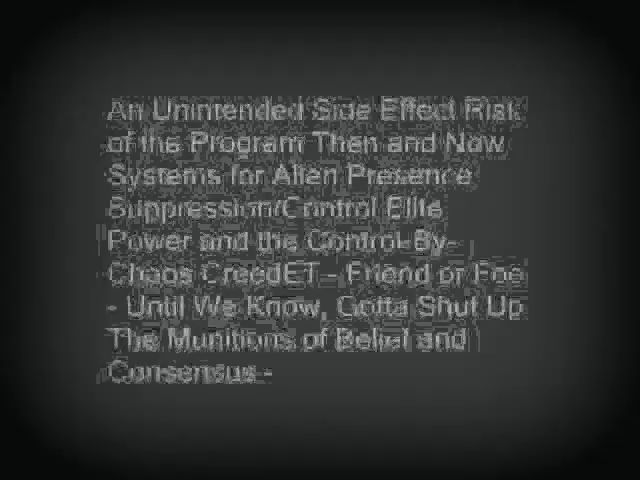 An Unintended Side Effect Risk
of the Program Then and Now
Systems for Alien Presence
Suppression/Control Elite
Power and the Control-By-
Chaos CreedET - Friend or Foe
- Until We Know, Gotta Shut Up
The Munitions of Belief and
Consensus -